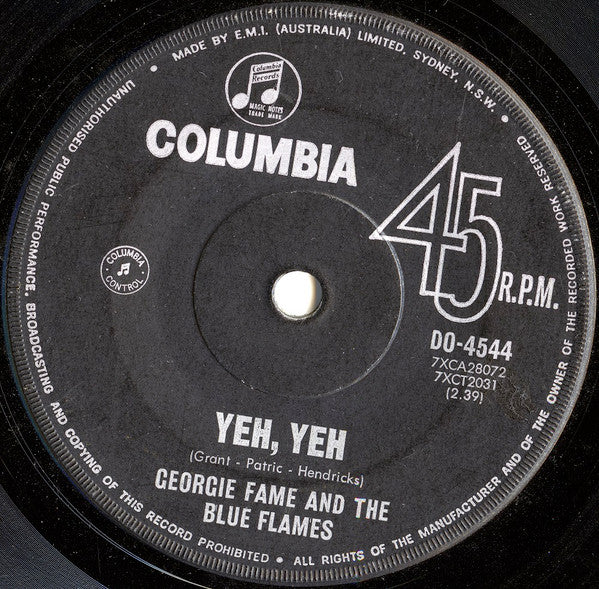 MADE BY E.M.I. (AUSTRALIA) LIMITED, SYDNEY, N.S.W. •
Columbia
Records
MAGIC NOTES
TRADE MARK
COLUMBIA
45
R.P.M.
COLUMBIA
CONTROL
DO-4544
7XCA28072
7XCT2031
(2.39)
YEH, YEH
(Grant - Patric - Hendricks)
GEORGIE FAME AND THE
BLUE FLAMES
ALL RIGHTS OF THE MANUFACTURER AND OF THE OWNER OF THE RECORDED WORK RESERVED
UNAUTHORISED PUBLIC PERFORMANCE, BROADCASTING AND COPYING OF THIS RECORD PROHIBITED •